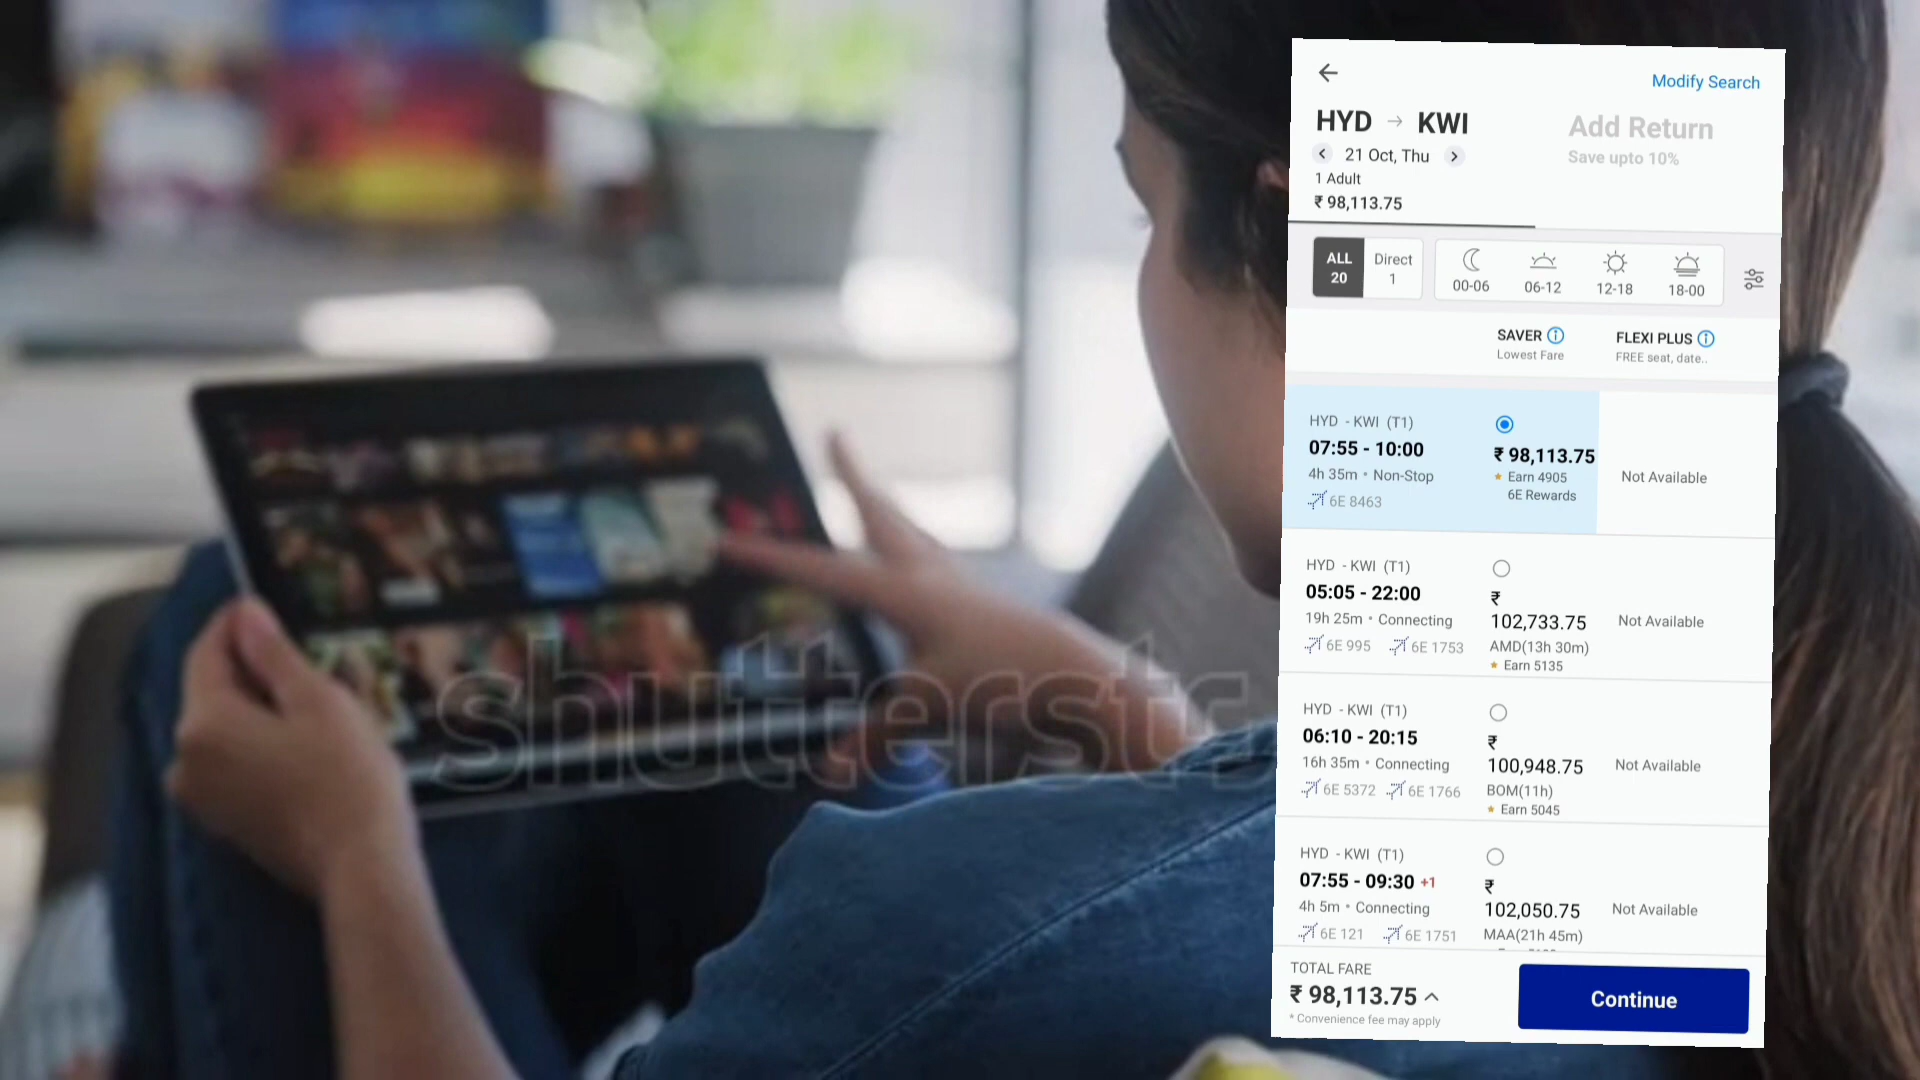 Modify Search
HYD → KWI
Add Return
21 Oct, Thu
Save upto 10%
1 Adult
₹ 98,113.75
ALL
20
Direct
1
00-06
06-12
12-18
18-00
SAVER
Lowest Fare
FLEXI PLUS
FREE seat, date..
HYD - KWI (T1)
07:55 - 10:00
₹ 98,113.75
4h 35m • Non-Stop
Earn 4905
6E Rewards
Not Available
6E 8463
HYD - KWI (T1)
05:05 - 22:00
₹
102,733.75
Not Available
19h 25m • Connecting
AMD(13h 30m)
6E 995 6E 1753
Earn 5135
HYD - KWI (T1)
06:10 - 20:15
₹
100,948.75
Not Available
16h 35m • Connecting
BOM(11h)
6E 5372 6E 1766
Earn 5045
HYD - KWI (T1)
07:55 - 09:30 +1
₹
102,050.75
Not Available
4h 5m • Connecting
MAA(21h 45m)
6E 121 6E 1751
TOTAL FARE
₹ 98,113.75
* Convenience fee may apply
Continue
shutterstr